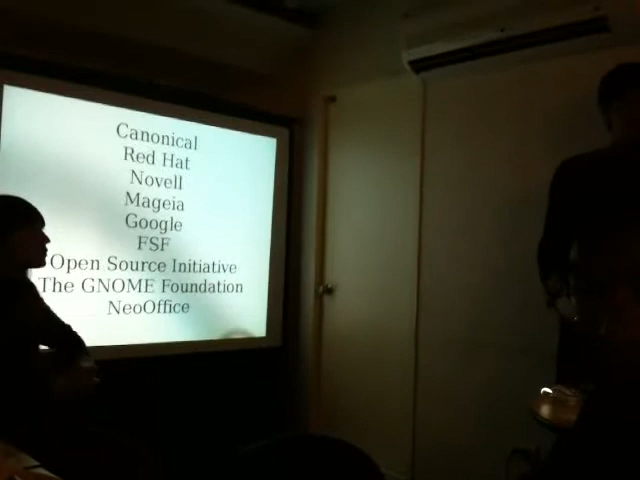 Canonical
Red Hat
Novell
Mageia
Google
FSF
Open Source Initiative
The GNOME Foundation
NeoOffice